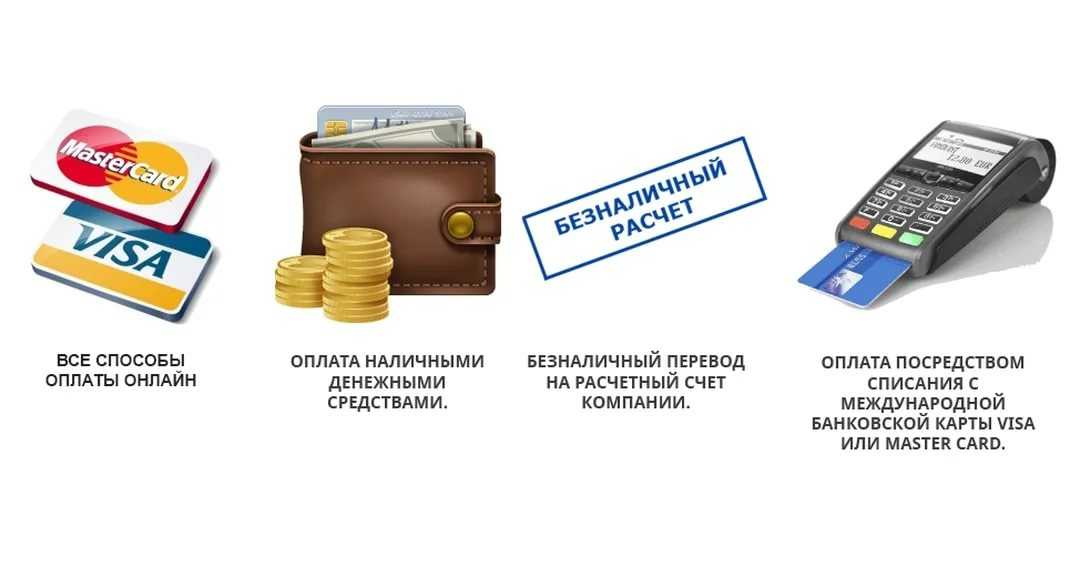 MasterCard
VISA
БЕЗНАЛИЧНЫЙ
РАСЧЕТ
12.00 EUR
ВСЕ СПОСОБЫ
ОПЛАТЫ ОНЛАЙН
ОПЛАТА НАЛИЧНЫМИ
ДЕНЕЖНЫМИ
СРЕДСТВАМИ.
БЕЗНАЛИЧНЫЙ ПЕРЕВОД
НА РАСЧЕТНЫЙ СЧЕТ
КОМПАНИИ.
ОПЛАТА ПОСРЕДСТВОМ
СПИСАНИЯ С
МЕЖДУНАРОДНОЙ
БАНКОВСКОЙ КАРТЫ VISA
ИЛИ MASTER CARD.